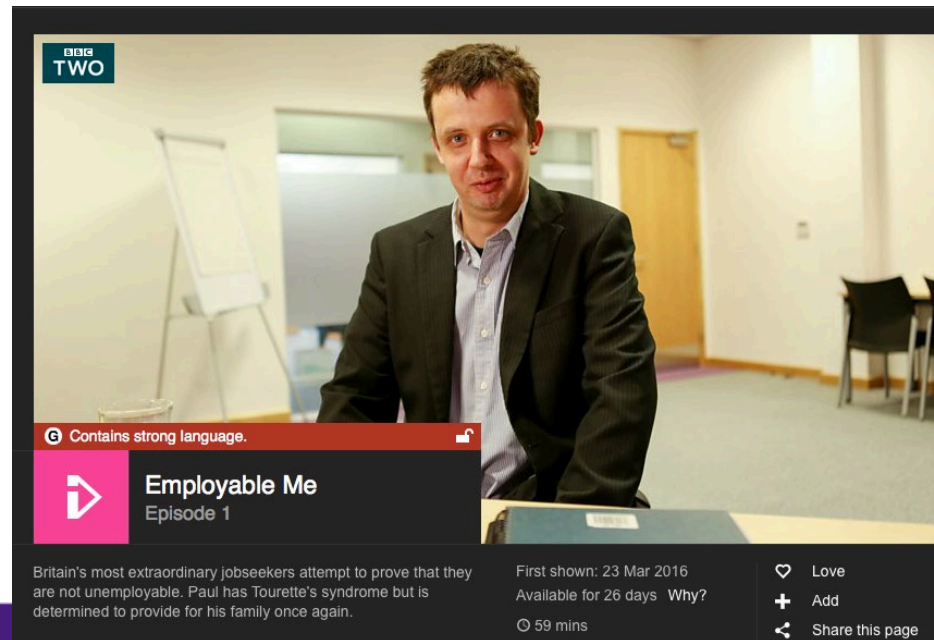 BBC
TWO
G Contains strong language.
Employable Me
Episode 1
Britain's most extraordinary jobseekers attempt to prove that they
are not unemployable. Paul has Tourette's syndrome but is
determined to provide for his family once again.
First shown: 23 Mar 2016
Available for 26 days Why?
59 mins
Love
Add
Share this page